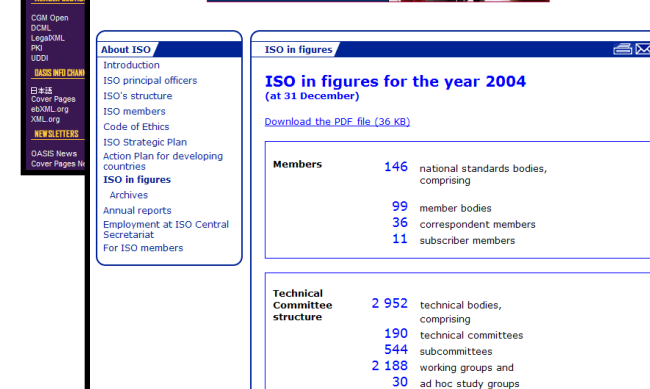 CGM Open
DCML
LegalXML
PKI
UDDI
OASIS INFO CHAN
日本語
Cover Pages
ebXML.org
XML.org
NEWSLETTERS
OASIS News
Cover Pages Ne
About ISO
Introduction
ISO principal officers
ISO's structure
ISO members
Code of Ethics
ISO Strategic Plan
Action Plan for developing
countries
ISO in figures
Archives
Annual reports
Employment at ISO Central
Secretariat
For ISO members
ISO in figures
ISO in figures for the year 2004
(at 31 December)
Download the PDF file (36 KB)
Members 146 national standards bodies,
comprising
99 member bodies
36 correspondent members
11 subscriber members
Technical
Committee 2 952 technical bodies,
structure comprising
190 technical committees
544 subcommittees
2 188 working groups and
30 ad hoc study groups